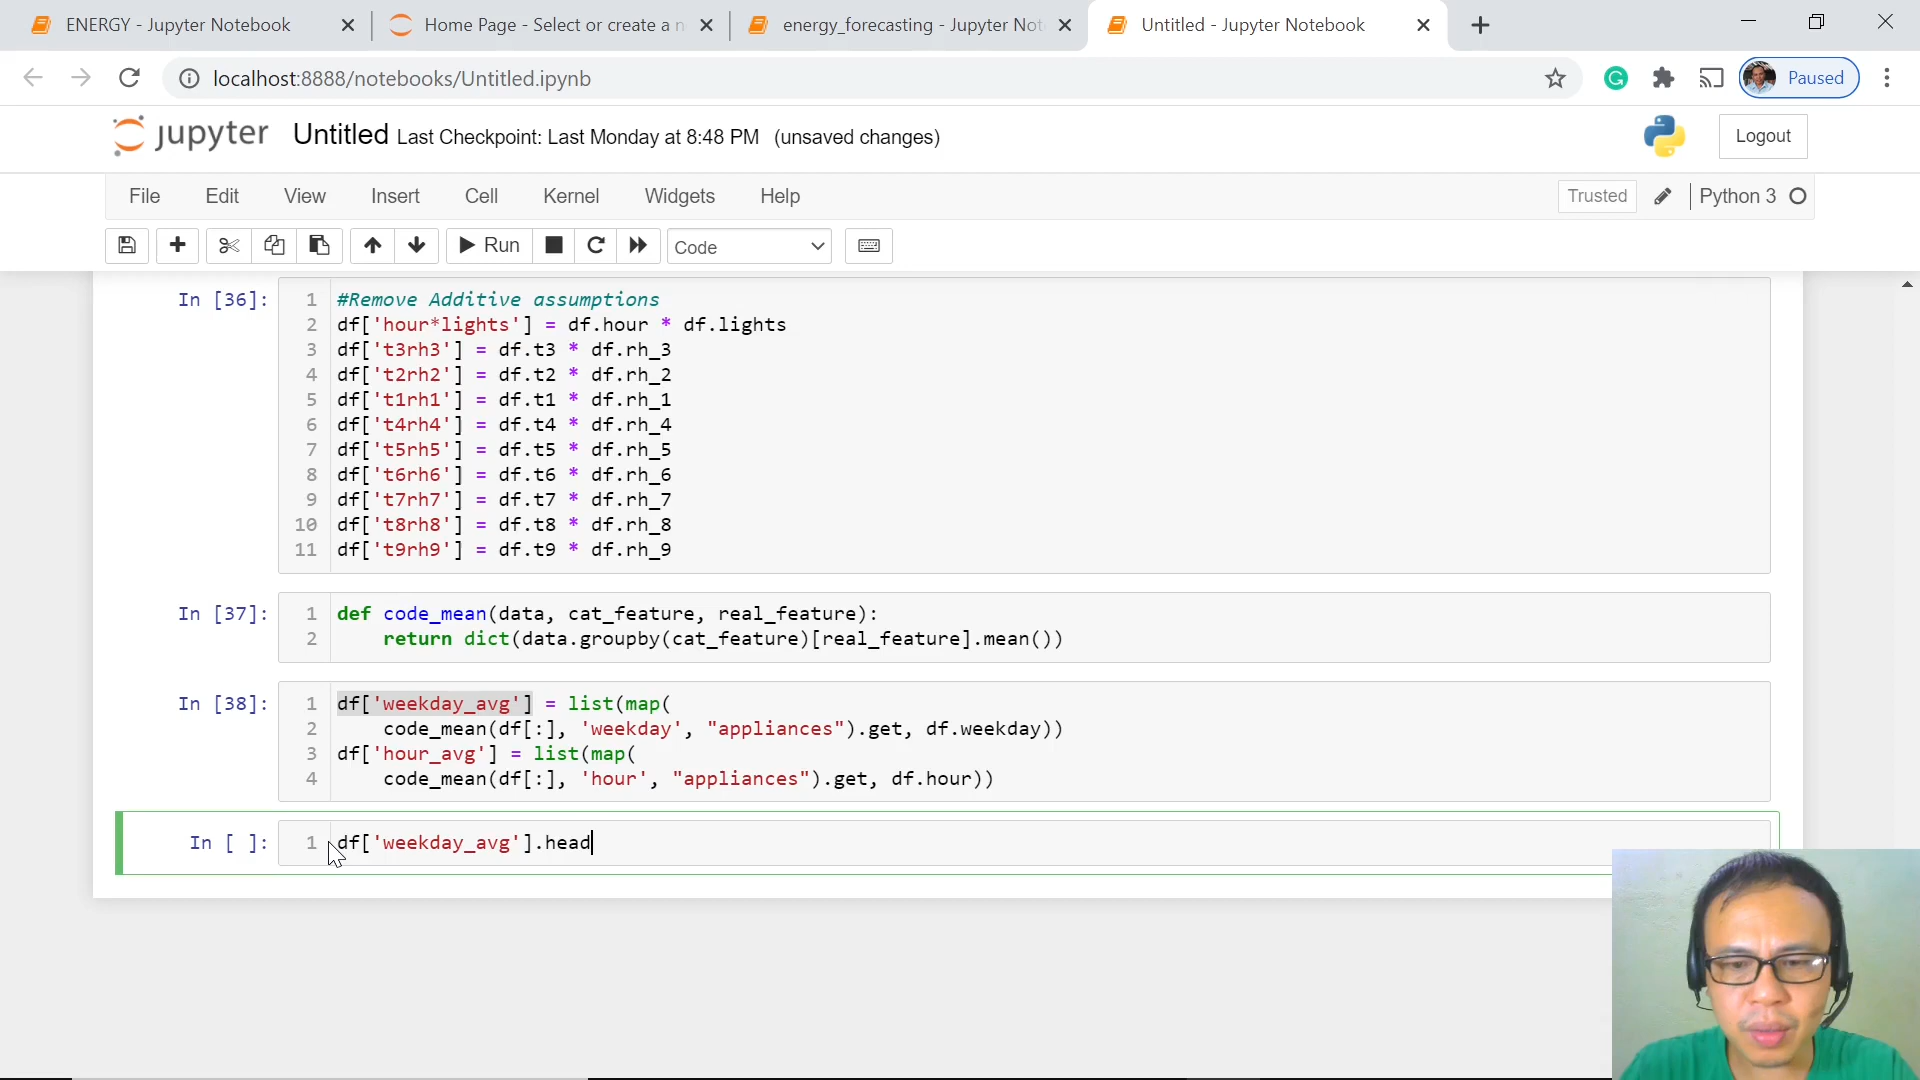 ENERGY - Jupyter Notebook
Home Page - Select or create a n
energy_forecasting - Jupyter Not
Untitled - Jupyter Notebook
localhost:8888/notebooks/Untitled.ipynb
Paused
jupyter Untitled Last Checkpoint: Last Monday at 8:48 PM (unsaved changes)
Logout
File Edit View Insert Cell Kernel Widgets Help
Trusted
Python 3
Run
Code
In [36]:
1 #Remove Additive assumptions
2 df['hour*lights'] = df.hour * df.lights
3 df['t3rh3'] = df.t3 * df.rh_3
4 df['t2rh2'] = df.t2 * df.rh_2
5 df['t1rh1'] = df.t1 * df.rh_1
6 df['t4rh4'] = df.t4 * df.rh_4
7 df['t5rh5'] = df.t5 * df.rh_5
8 df['t6rh6'] = df.t6 * df.rh_6
9 df['t7rh7'] = df.t7 * df.rh_7
10 df['t8rh8'] = df.t8 * df.rh_8
11 df['t9rh9'] = df.t9 * df.rh_9
In [37]:
1 def code_mean(data, cat_feature, real_feature):
2     return dict(data.groupby(cat_feature)[real_feature].mean())
In [38]:
1 df['weekday_avg'] = list(map(
2     code_mean(df[:], 'weekday', "appliances").get, df.weekday))
3 df['hour_avg'] = list(map(
4     code_mean(df[:], 'hour', "appliances").get, df.hour))
In [ ]:
1 df['weekday_avg'].head